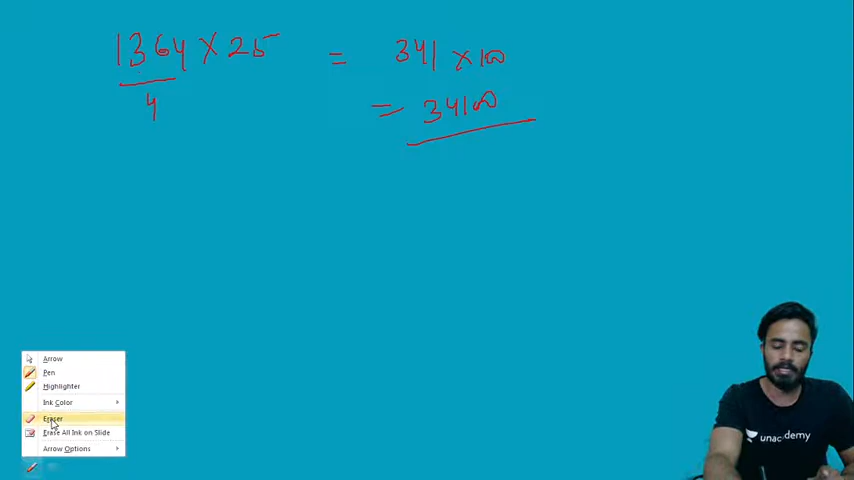 1364 × 25 = 341 × 100
4
= 34100
Arrow
Pen
Highlighter
Ink Color
Eraser
Erase All Ink on Slide
Arrow Options
unacademy